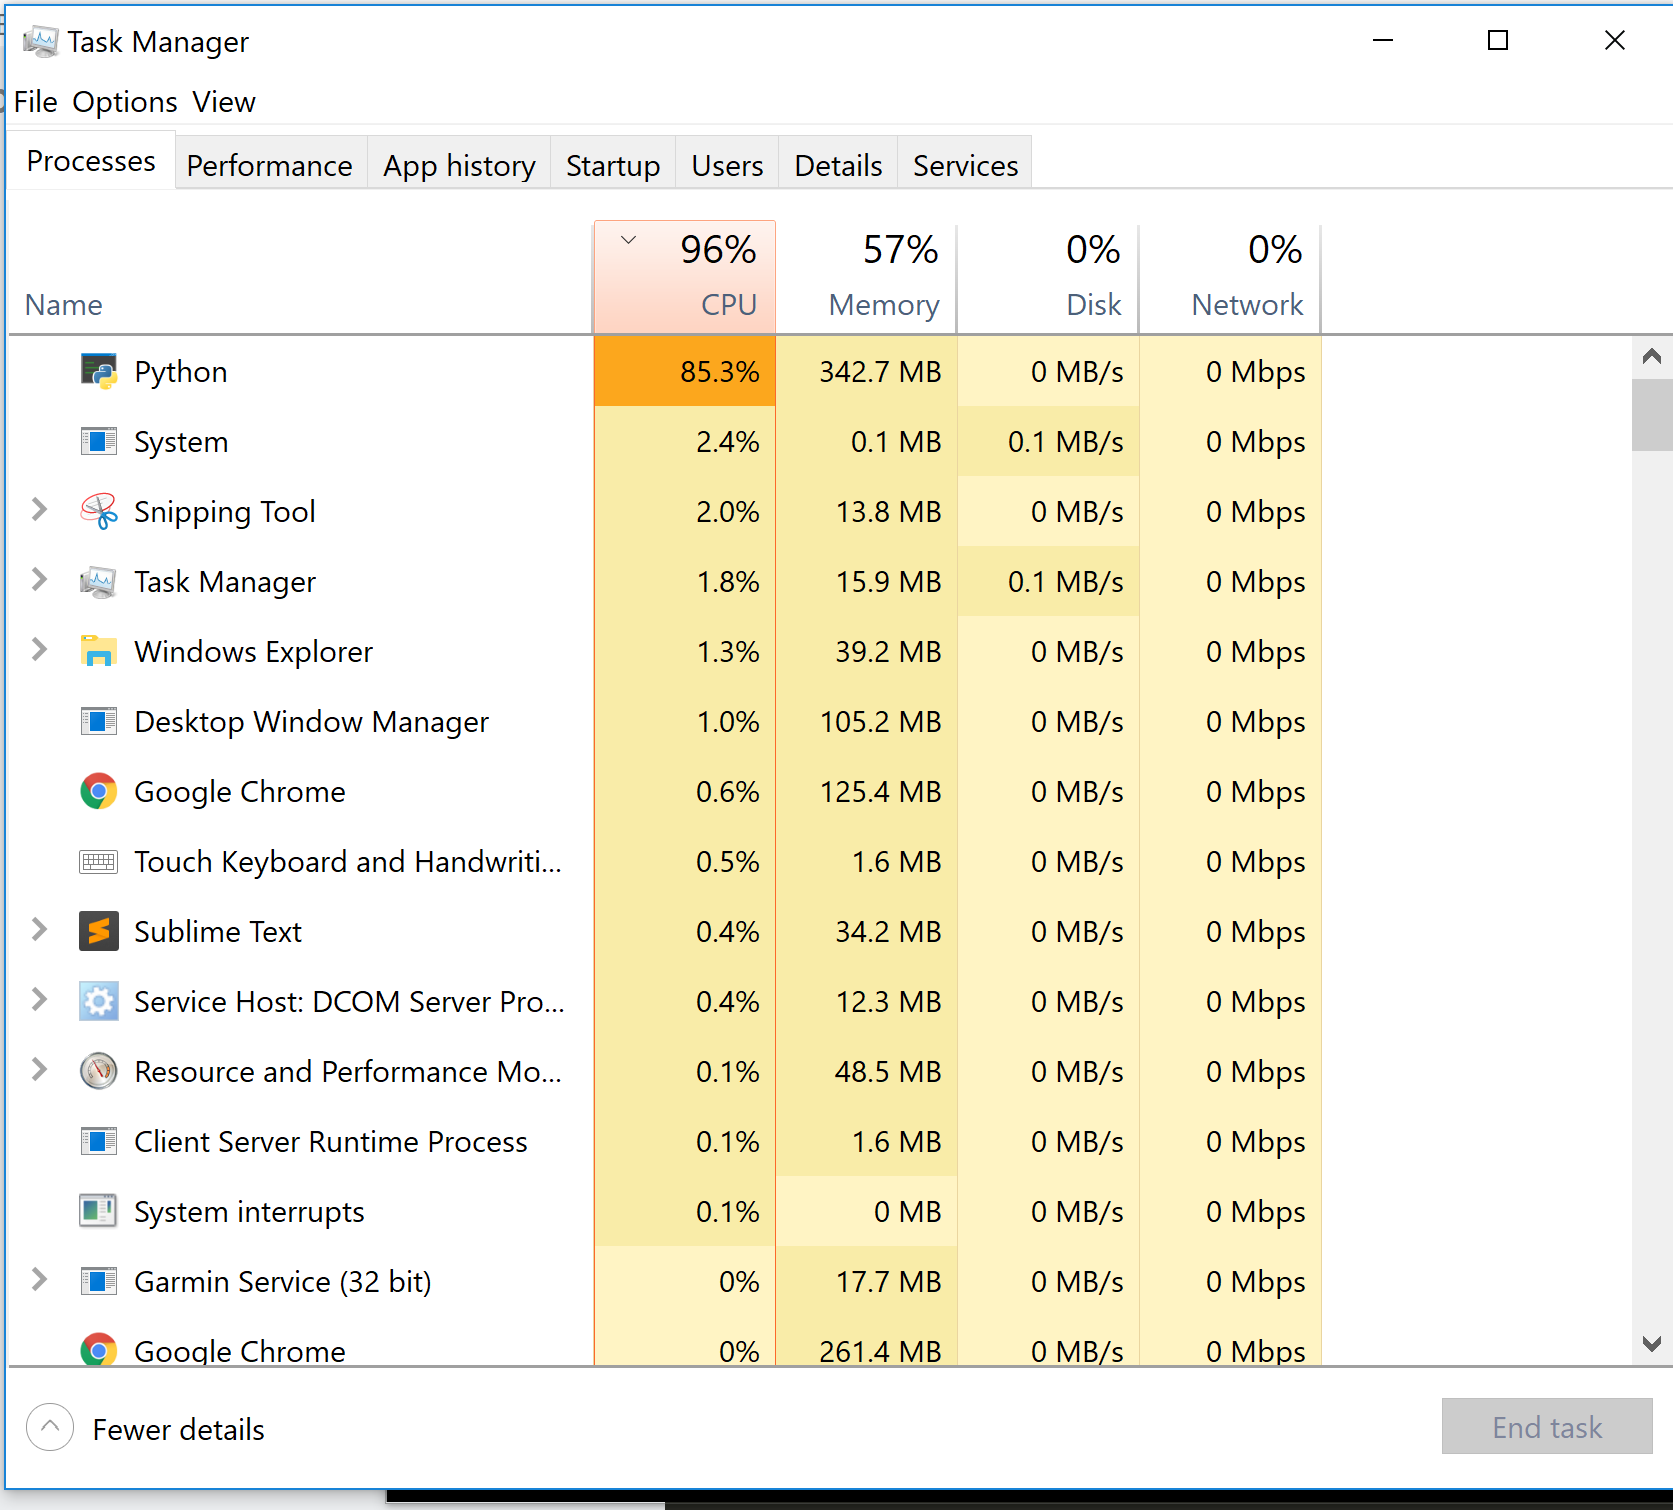 Task Manager
File Options View
Processes Performance App history Startup Users Details Services
96% 57% 0% 0%
Name CPU Memory Disk Network
Python 85.3% 342.7 MB 0 MB/s 0 Mbps
System 2.4% 0.1 MB 0.1 MB/s 0 Mbps
Snipping Tool 2.0% 13.8 MB 0 MB/s 0 Mbps
Task Manager 1.8% 15.9 MB 0.1 MB/s 0 Mbps
Windows Explorer 1.3% 39.2 MB 0 MB/s 0 Mbps
Desktop Window Manager 1.0% 105.2 MB 0 MB/s 0 Mbps
Google Chrome 0.6% 125.4 MB 0 MB/s 0 Mbps
Touch Keyboard and Handwriti... 0.5% 1.6 MB 0 MB/s 0 Mbps
Sublime Text 0.4% 34.2 MB 0 MB/s 0 Mbps
Service Host: DCOM Server Pro... 0.4% 12.3 MB 0 MB/s 0 Mbps
Resource and Performance Mo... 0.1% 48.5 MB 0 MB/s 0 Mbps
Client Server Runtime Process 0.1% 1.6 MB 0 MB/s 0 Mbps
System interrupts 0.1% 0 MB 0 MB/s 0 Mbps
Garmin Service (32 bit) 0% 17.7 MB 0 MB/s 0 Mbps
Google Chrome 0% 261.4 MB 0 MB/s 0 Mbps
Fewer details End task